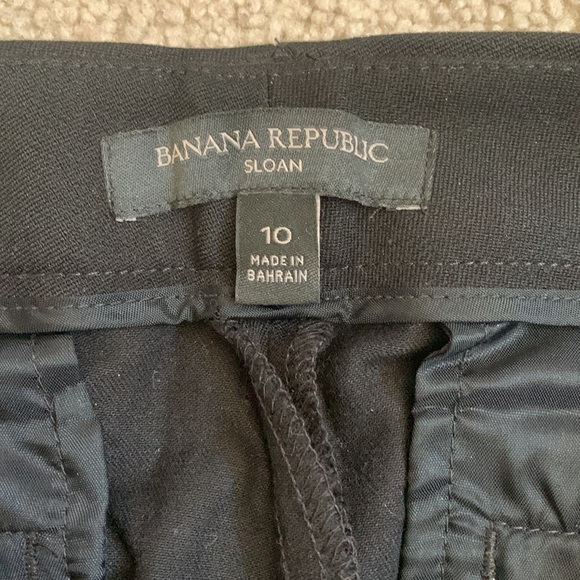 BANANA REPUBLIC
SLOAN
10
MADE IN
BAHRAIN